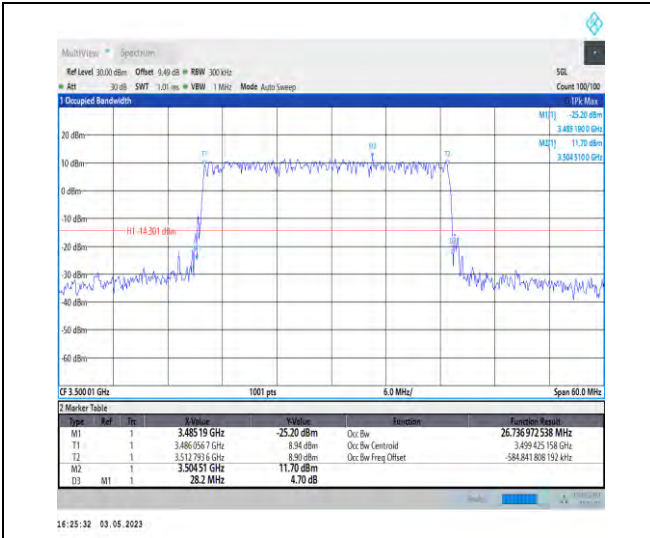 MultiView Spectrum
Ref Level 30.00 dBm Offset 9.49 dB RBW 300 kHz SGL
Att 30 dB SWT 1.01 ms VBW 1 MHz Mode Auto Sweep Count 100/100
1 Occupied Bandwidth 1Pk Max
M1[1] -25.20 dBm
3.485 190 0 GHz
M2[1] 11.70 dBm
3.504 510 0 GHz
20 dBm
M2
T1 T2
10 dBm
0 dBm
-10 dBm
H1 -14.301 dBm
-20 dBm
-30 dBm
-40 dBm
-50 dBm
-60 dBm
CF 3.500 01 GHz 1001 pts 6.0 MHz/ Span 60.0 MHz
2 Marker Table
Type Ref Trc X-Value Y-Value Function Function Result
M1 1 3.485 19 GHz -25.20 dBm Occ Bw 26.736 972 538 MHz
T1 1 3.486 056 7 GHz 8.94 dBm Occ Bw Centroid 3.499 425 158 GHz
T2 1 3.512 793 6 GHz 8.90 dBm Occ Bw Freq Offset -584.841 808 192 kHz
M2 1 3.504 51 GHz 11.70 dBm
D3 M1 1 28.2 MHz 4.70 dB
16:25:32 03.05.2023